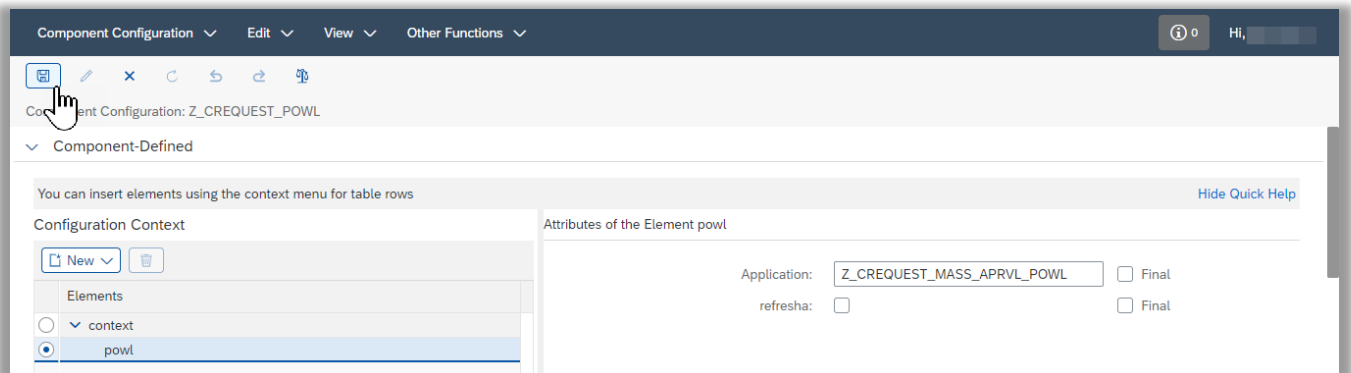 Component Configuration Edit View Other Functions 0 Hi,
Component Configuration: Z_CREQUEST_POWL
Component-Defined
You can insert elements using the context menu for table rows Hide Quick Help
Configuration Context Attributes of the Element powl
New
Application: Z_CREQUEST_MASS_APRVL_POWL Final
Elements
refresha: Final
context
powl